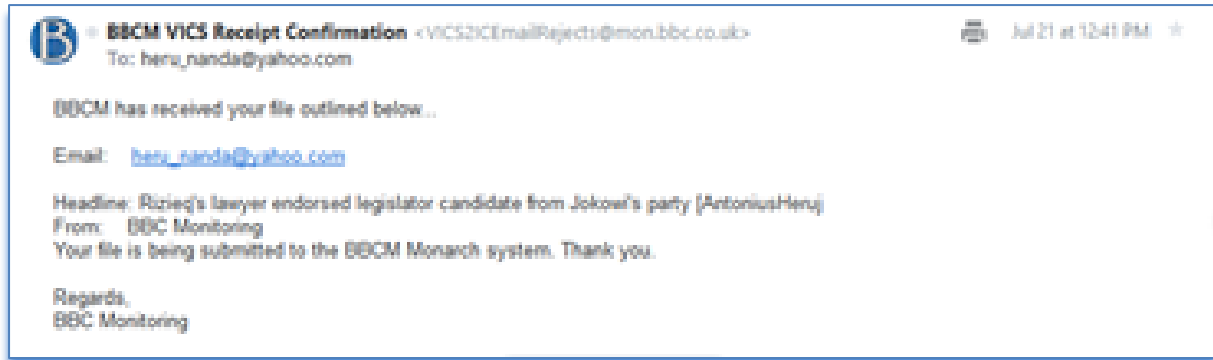 B
BBCM VICS Receipt Confirmation <VICS2ICEmailRejects@mon.bbc.co.uk> Jul 21 at 12:41 PM
To: heru_nanda@yahoo.com
BBCM has received your file outlined below...
Email: heru_nanda@yahoo.com
Headline: Rizieq's lawyer endorsed legislator candidate from Jokowi's party [AntoniusHeru]
From: BBC Monitoring
Your file is being submitted to the BBCM Monarch system. Thank you.
Regards,
BBC Monitoring